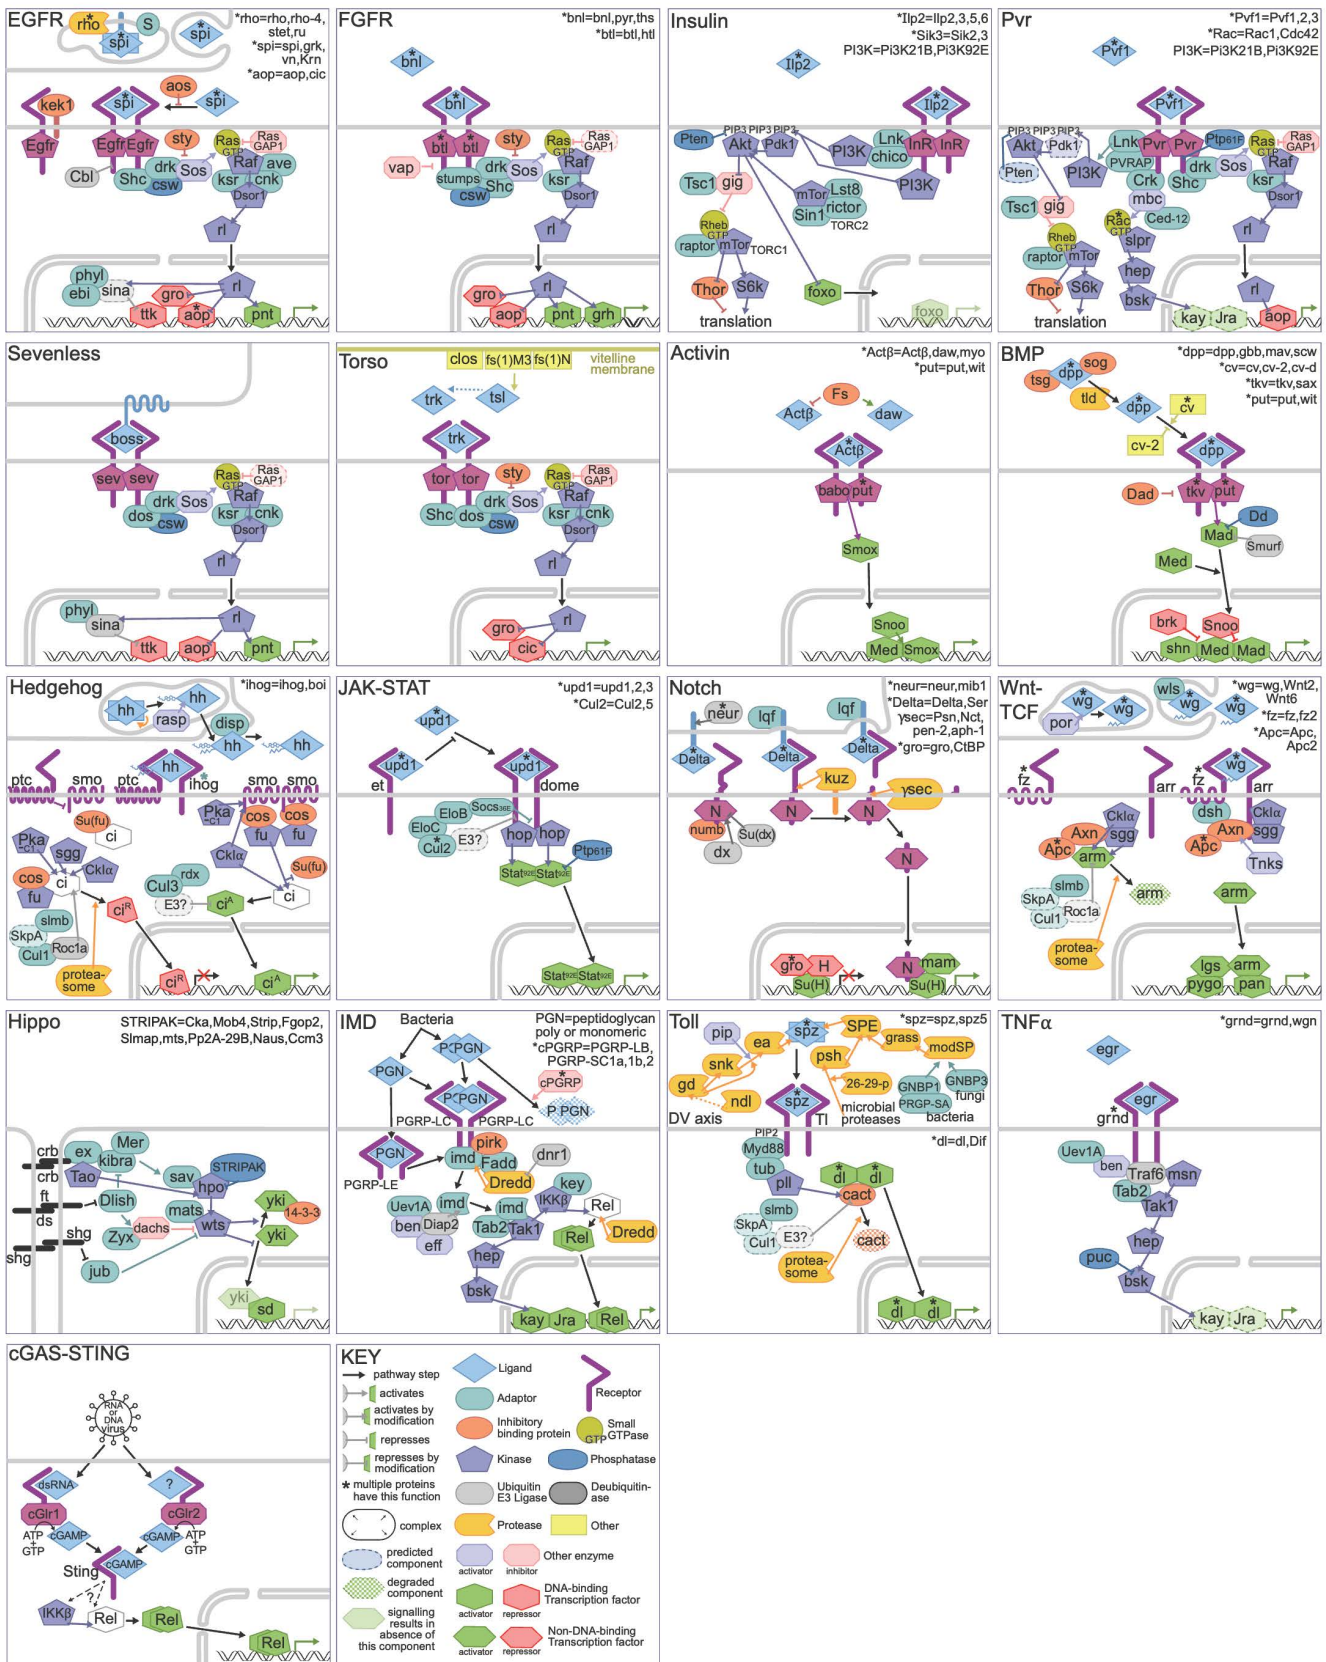 EGFR
*rho=rho,rho-4,
stet,ru
*spi=spi,grk,
vn,Krn
*aop=aop,cic
*
rho
S
*
spi
*
spi
aos
kek1
*
spi
*
spi
Egfr
Egfr Egfr
sty
Ras
GTP
Ras
GAP1
Cbl
Shc
drk
csw
Sos
Raf
ave
ksr
cnk
Dsor1
rl
phyl
ebi
sina
gro
rl
ttk
*
aop
pnt
FGFR
*bnl=bnl,pyr,ths
*btl=btl,htl
*
bnl
*
bnl
*
btl
*
btl
sty
Ras
GTP
Ras
GAP1
vap
stumps
drk
Sos
Shc
csw
Raf
ksr
Dsor1
rl
gro
rl
aop
pnt
grh
Insulin
*Ilp2=Ilp2,3,5,6
*Sik3=Sik2,3
PI3K=Pi3K21B,Pi3K92E
*
Ilp2
*
Ilp2
Pten
PIP3 PIP3 PIP3
Akt
Pdk1
PI3K
Lnk
chico
InR InR
PI3K
Tsc1
gig
mTor
Lst8
rictor
Sin1
TORC2
Rheb
GTP
raptor
mTor
TORC1
Thor
S6k
foxo
foxo
translation
Pvr
*Pvf1=Pvf1,2,3
*Rac=Rac1,Cdc42
PI3K=Pi3K21B,Pi3K92E
*
Pvf1
*
Pvf1
PIP3 PIP3 PIP3
Akt
Pdk1
Pten
PI3K
Lnk
PVRAP
Pvr Pvr
Ptp61F
Ras
GTP
Ras
GAP1
drk
Sos
Raf
Crk
Shc
ksr
Dsor1
mbc
Ced-12
Tsc1
gig
*
Rac
GTP
slpr
rl
Rheb
GTP
raptor
mTor
hep
Thor
S6k
bsk
rl
translation
kay
Jra
aop
Sevenless
boss
sev sev
Ras
GTP
Ras
GAP1
drk
Sos
Raf
dos
csw
ksr
cnk
Dsor1
rl
phyl
sina
rl
ttk
aop
pnt
Torso
clos
fs(1)M3
fs(1)N
vitelline
membrane
trk
tsl
trk
tor tor
sty
Ras
GTP
Ras
GAP1
drk
Sos
Raf
Shc
dos
csw
ksr
cnk
Dsor1
rl
gro
rl
cic
Activin
*Actβ=Actβ,daw,myo
*put=put,wit
Fs
Actβ
daw
*
Actβ
babo
*
put
Smox
Snoo
Med
Smox
BMP
*dpp=dpp,gbb,mav,scw
*cv=cv,cv-2,cv-d
*tkv=tkv,sax
*put=put,wit
*
dpp
sog
tsg
tld
*
dpp
*
cv
cv-2
*
dpp
Dad
*
tkv
*
put
Dd
Mad
Smurf
Med
brk
Snoo
shn
Med
Mad
Hedgehog
*ihog=ihog,boi
hh
hh
rasp
disp
hh
hh
hh
ptc
smo
ptc
*
ihog
smo
smo
Su(fu)
ci
Pka
-C1
cos
cos
fu
fu
Pka
-C1
sgg
CkIα
CkIα
Su(fu)
cos
fu
ci
Cul3
rdx
E3?
ciA
ci
ciR
slmb
SkpA
Cul1
Roc1a
protea-
some
ciR
ciA
JAK-STAT
*upd1=upd1,2,3
*Cul2=Cul2,5
*
upd1
*
upd1
*
upd1
et
dome
EloB
Socs36E
EloC
*
Cul2
E3?
hop
hop
Ptp61F
Stat92E
Stat92E
Stat92E
Stat92E
Notch
*neur=neur,mib1
*Delta=Delta,Ser
γsec=Psn,Nct,
pen-2,aph-1
*gro=gro,CtBP
*
neur
lqf
lqf
*
Delta
*
Delta
*
Delta
kuz
γsec
N
N
N
numb
Su(dx)
dx
N
*
gro
H
Su(H)
N
mam
Su(H)
Wnt-
TCF
*wg=wg,Wnt2,
Wnt6
*fz=fz,fz2
*Apc=Apc,
Apc2
*
wg
por
*
wg
wls
*
wg
*
wg
*
fz
arr
*
fz
*
wg
arr
dsh
CkIα
Axn
sgg
*
Apc
arm
CkIα
Axn
sgg
*
Apc
Tnks
slmb
SkpA
Cul1
Roc1a
arm
arm
protea-
some
lgs
arm
pygo
pan
Hippo
STRIPAK=Cka,Mob4,Strip,Fgop2,
Slmap,mts,Pp2A-29B,Naus,Ccm3
crb
crb
ex
Mer
kibra
Tao
sav
STRIPAK
hpo
ft
ds
Dlish
mats
yki
14-3-3
dachs
wts
Zyx
yki
shg
shg
jub
yki
sd
IMD
Bacteria
PGN=peptidoglycan
poly or monomeric
*cPGRP=PGRP-LB,
PGRP-SC1a,1b,2
PGN
PGN
*
cPGRP
PGN
PGN
PGRP-LC
PGRP-LC
PGN
PGRP-LE
pirk
imd
Fadd
dnr1
Dredd
key
Uev1A
imd
imd
IKKβ
Rel
ben
Diap2
Tab2
Tak1
eff
Rel
Dredd
hep
bsk
kay
Jra
Rel
Toll
*spz=spz,spz5
pip
ea
*
spz
SPE
grass
modSP
snk
psh
gd
ndl
26-29-p
GNBP1
GNBP3
PRGP-SA
fungi
bacteria
*
spz
microbial
proteases
DV axis
Tl
*dl=dl,Dif
PIP2
Myd88
tub
pll
*
dl
*
dl
cact
slmb
SkpA
Cul1
E3?
cact
protea-
some
*
dl
*
dl
TNFα
*grnd=grnd,wgn
egr
egr
*
grnd
Uev1A
ben
Traf6
msn
Tab2
Tak1
hep
puc
bsk
kay
Jra
cGAS-STING
RNA
or
DNA
virus
dsRNA
?
cGlr1
cGlr2
ATP
+
GTP
cGAMP
cGAMP
ATP
+
GTP
Sting
cGAMP
?
IKKβ
Rel
Rel
Rel
KEY
pathway step
activates
activates by
modification
represses
represses by
modification
* multiple proteins
have this function
complex
predicted
component
degraded
component
signalling
results in
absence of
this component
Ligand
Adaptor
Inhibitory
binding protein
Kinase
Ubiquitin
E3 Ligase
Protease
Receptor
GTP
Small
GTPase
Phosphatase
Deubiquitin-
ase
Other
activator
inhibitor
Other enzyme
activator
repressor
DNA-binding
Transcription factor
activator
repressor
Non-DNA-binding
Transcription factor